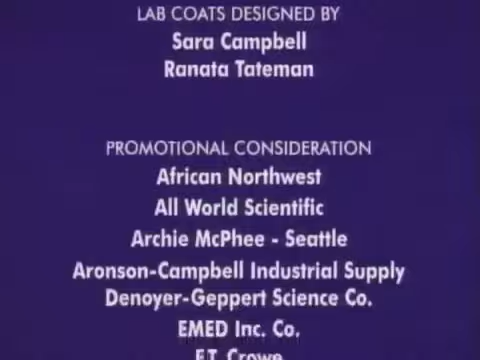 LAB COATS DESIGNED BY
Sara Campbell
Ranata Tateman
PROMOTIONAL CONSIDERATION
African Northwest
All World Scientific
Archie McPhee - Seattle
Aronson-Campbell Industrial Supply
Denoyer-Geppert Science Co.
EMED Inc. Co.
F.T. Crowe